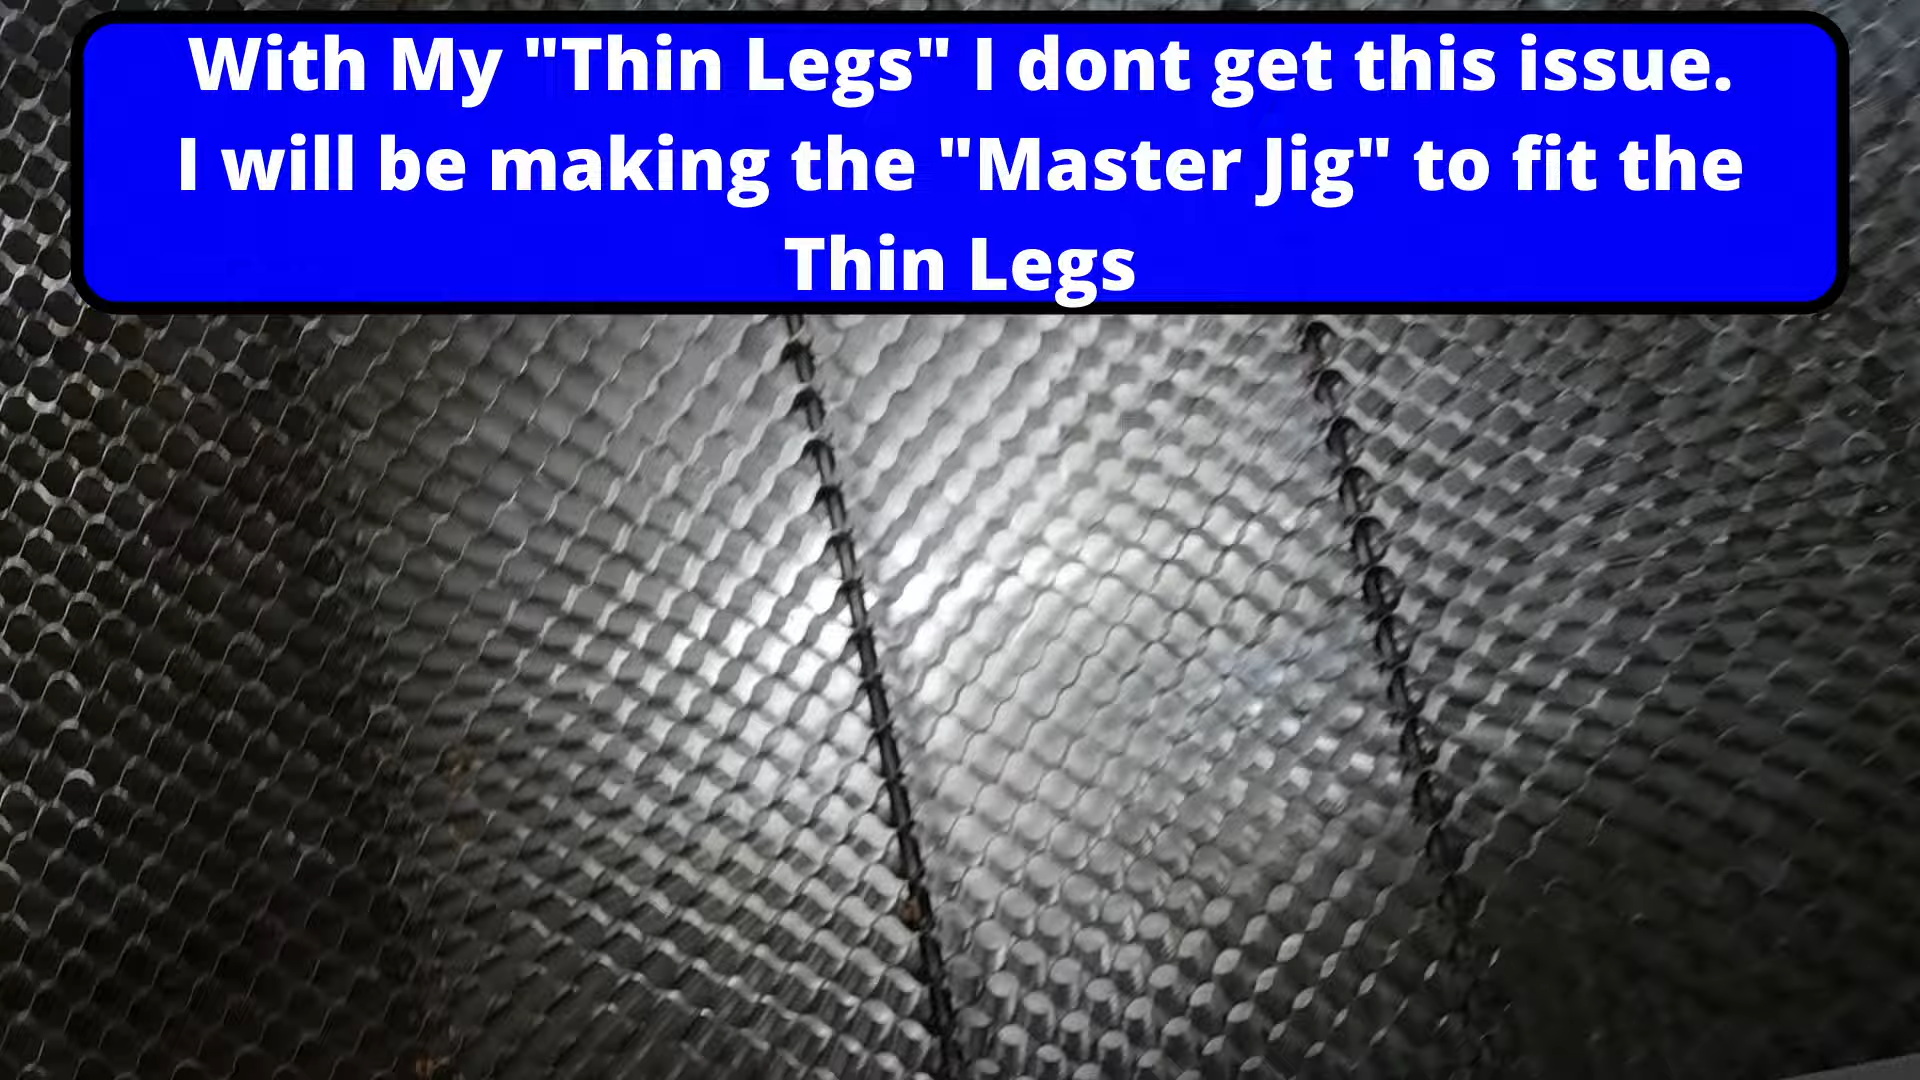 With My "Thin Legs" I dont get this issue.
I will be making the "Master Jig" to fit the
Thin Legs